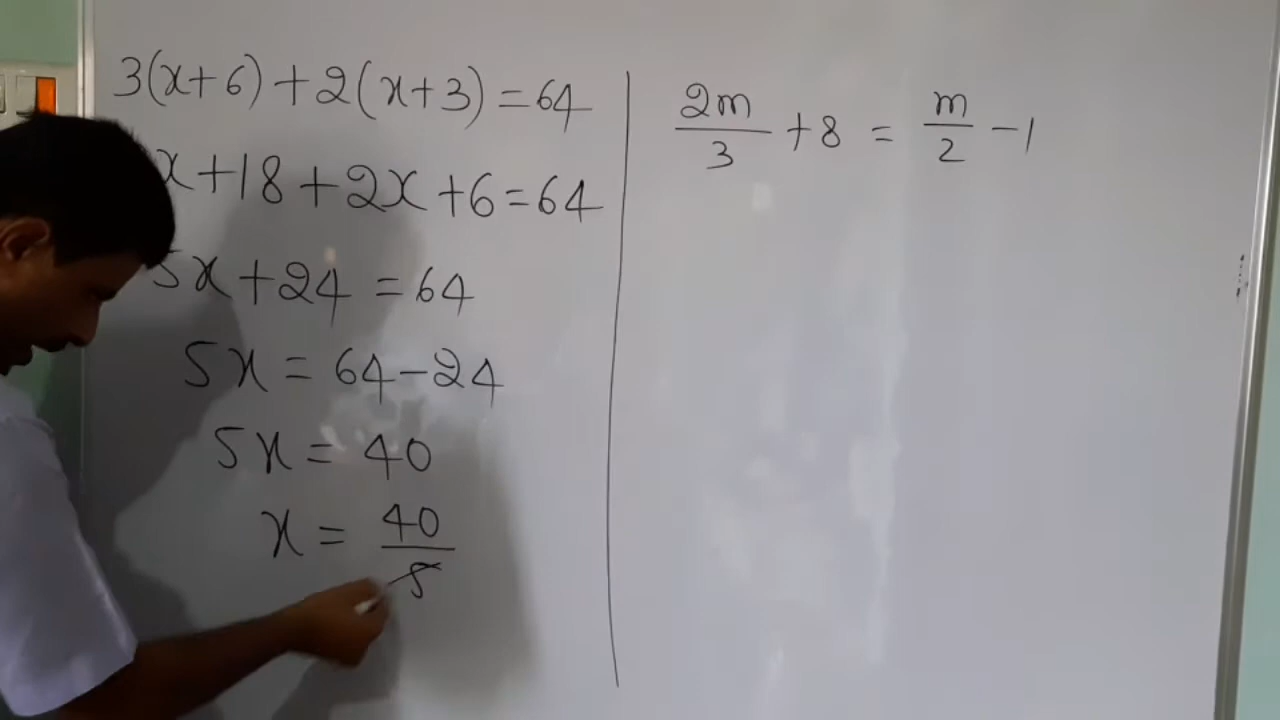 3(x+6)+2(x+3)=64
x+18+2x+6=64
5x+24=64
5x=64-24
5x=40
x=40/5
2m/3+8=m/2-1